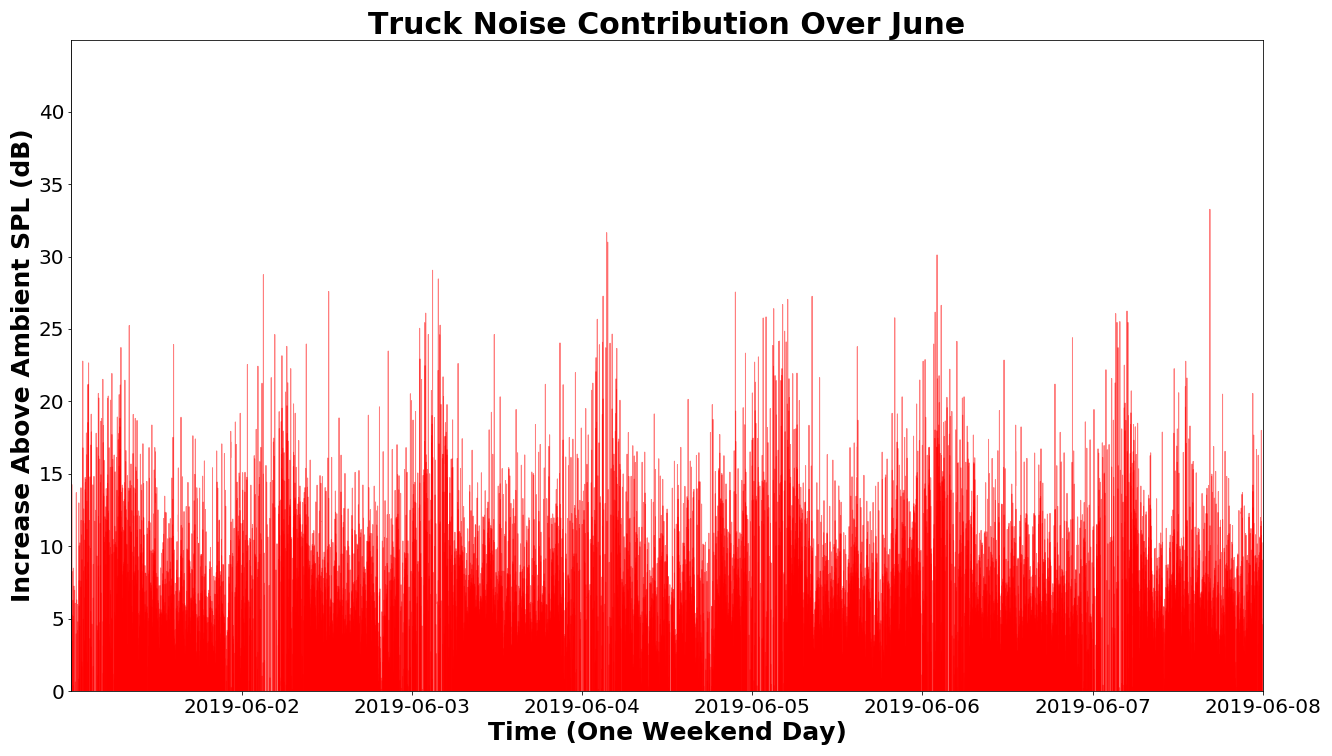 Truck Noise Contribution Over June
Increase Above Ambient SPL (dB)
40
35
30
25
20
15
10
5
0
2019-06-02 2019-06-03 2019-06-04 2019-06-05 2019-06-06 2019-06-07 2019-06-08
Time (One Weekend Day)